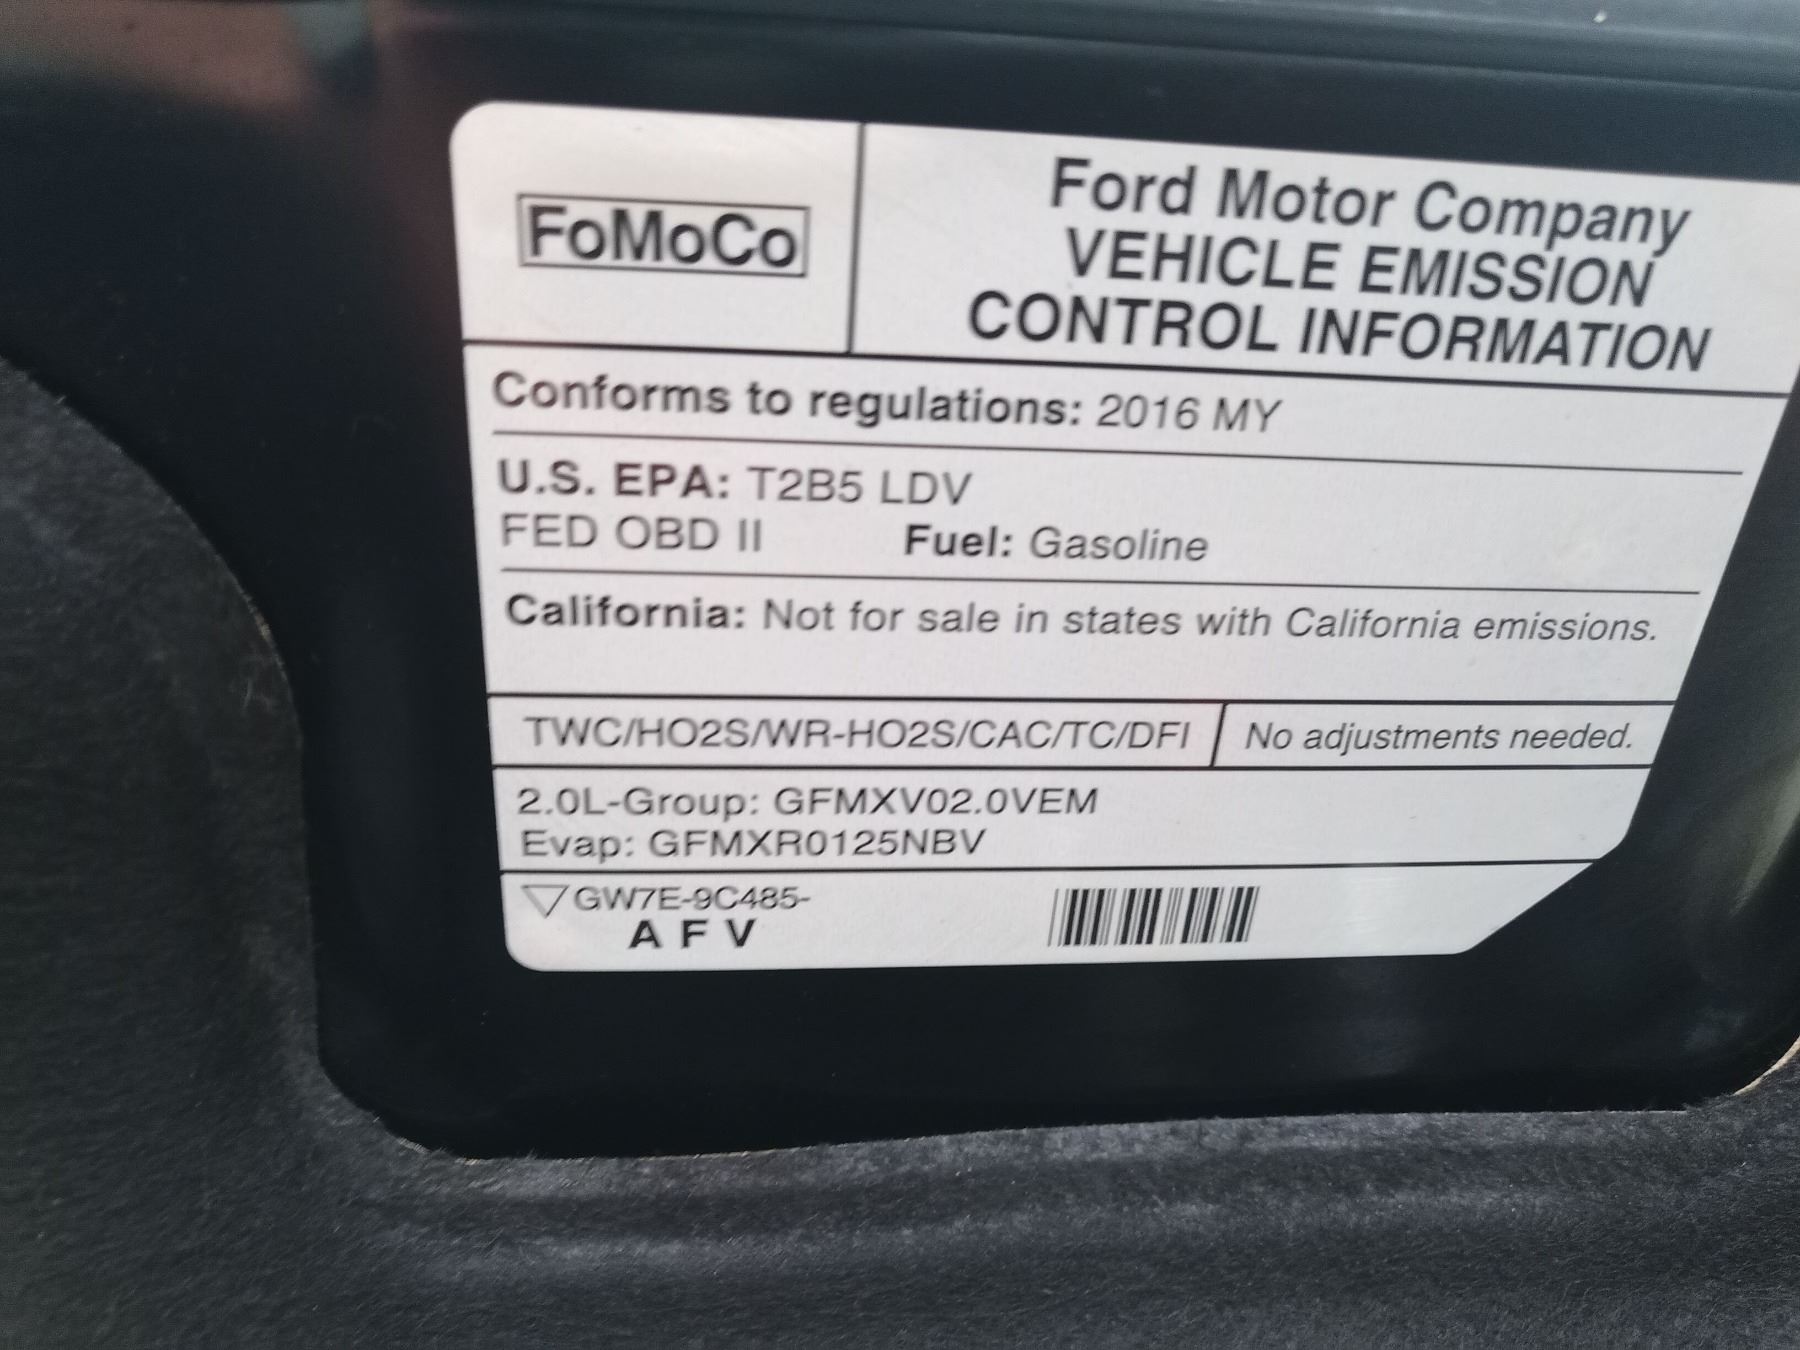 FoMoCo
Ford Motor Company
VEHICLE EMISSION
CONTROL INFORMATION
Conforms to regulations: 2016 MY
U.S. EPA: T2B5 LDV
FED OBD II Fuel: Gasoline
California: Not for sale in states with California emissions.
TWC/HO2S/WR-HO2S/CAC/TC/DFI No adjustments needed.
2.0L-Group: GFMXV02.0VEM
Evap: GFMXR0125NBV
▽GW7E-9C485-
A F V